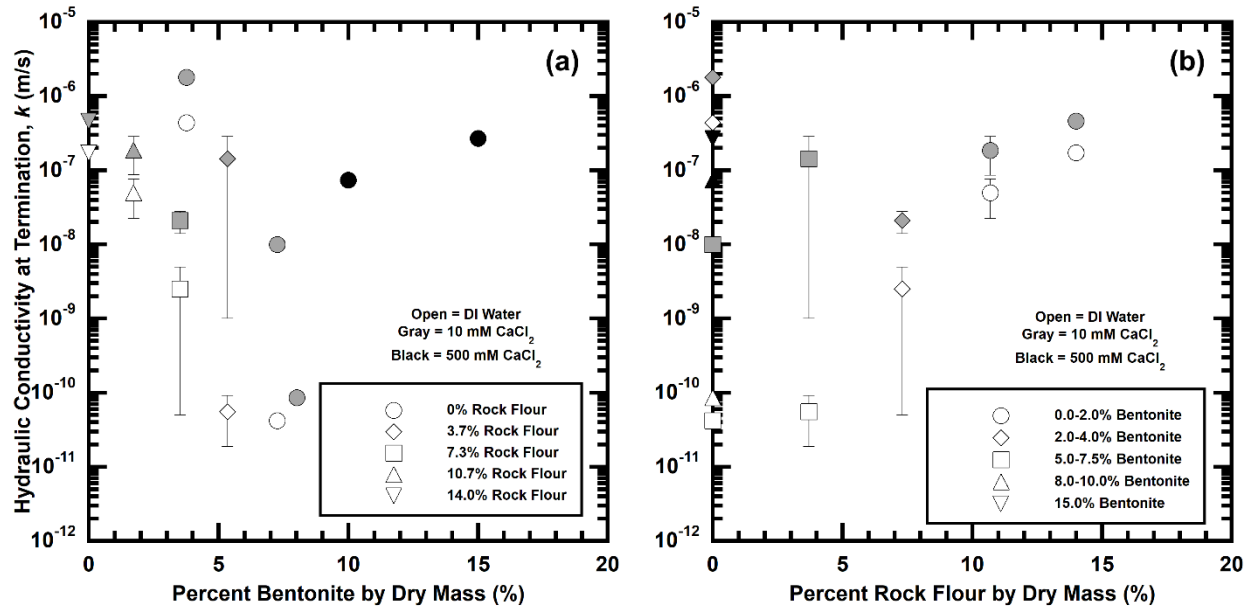 (a)
Hydraulic Conductivity at Termination, k (m/s)
10⁻⁵
10⁻⁶
10⁻⁷
10⁻⁸
10⁻⁹
10⁻¹⁰
10⁻¹¹
10⁻¹²
0 5 10 15 20
Percent Bentonite by Dry Mass (%)
Open = DI Water
Gray = 10 mM CaCl₂
Black = 500 mM CaCl₂
0% Rock Flour
3.7% Rock Flour
7.3% Rock Flour
10.7% Rock Flour
14.0% Rock Flour
(b)
10⁻⁵
10⁻⁶
10⁻⁷
10⁻⁸
10⁻⁹
10⁻¹⁰
10⁻¹¹
10⁻¹²
0 5 10 15 20
Percent Rock Flour by Dry Mass (%)
Open = DI Water
Gray = 10 mM CaCl₂
Black = 500 mM CaCl₂
0.0-2.0% Bentonite
2.0-4.0% Bentonite
5.0-7.5% Bentonite
8.0-10.0% Bentonite
15.0% Bentonite